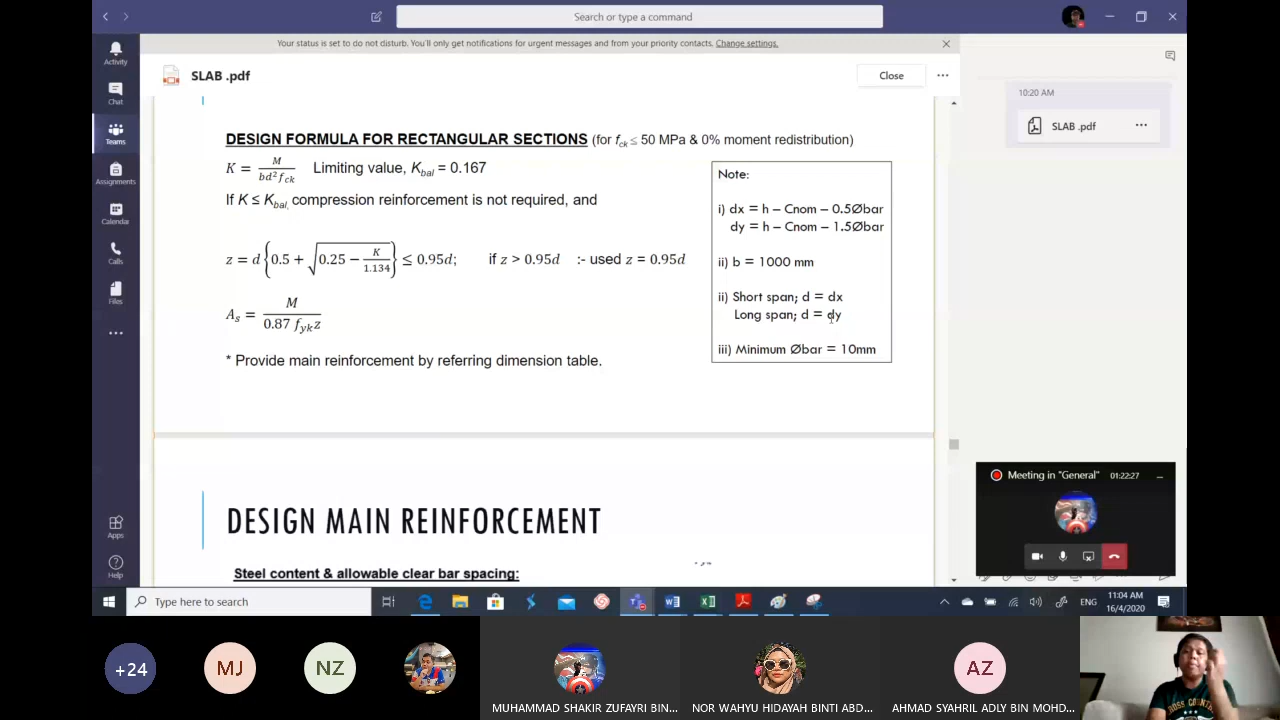 Search or type a command
Your status is set to do not disturb. You'll only get notifications for urgent messages and from your priority contacts. Change settings.
Activity
Chat
Teams
Assignments
Calendar
Calls
Files
Apps
Help
SLAB .pdf
Close
10:20 AM
SLAB .pdf
DESIGN FORMULA FOR RECTANGULAR SECTIONS (for fck ≤ 50 MPa & 0% moment redistribution)
K = M / bd²fck Limiting value, Kbal = 0.167
If K ≤ Kbal, compression reinforcement is not required, and
z = d {0.5 + √(0.25 − K/1.134)} ≤ 0.95d; if z > 0.95d :- used z = 0.95d
As = M / 0.87 fyk z
* Provide main reinforcement by referring dimension table.
Note:
i) dx = h – Cnom – 0.5Øbar
dy = h – Cnom – 1.5Øbar
ii) b = 1000 mm
ii) Short span; d = dx
Long span; d = dy
iii) Minimum Øbar = 10mm
DESIGN MAIN REINFORCEMENT
Steel content & allowable clear bar spacing:
Meeting in "General" 01:22:27
Type here to search
ENG
11:04 AM
16/4/2020
+24
MJ
NZ
AZ
MUHAMMAD SHAKIR ZUFAYRI BIN...
NOR WAHYU HIDAYAH BINTI ABD...
AHMAD SYAHRIL ADLY BIN MOHD...